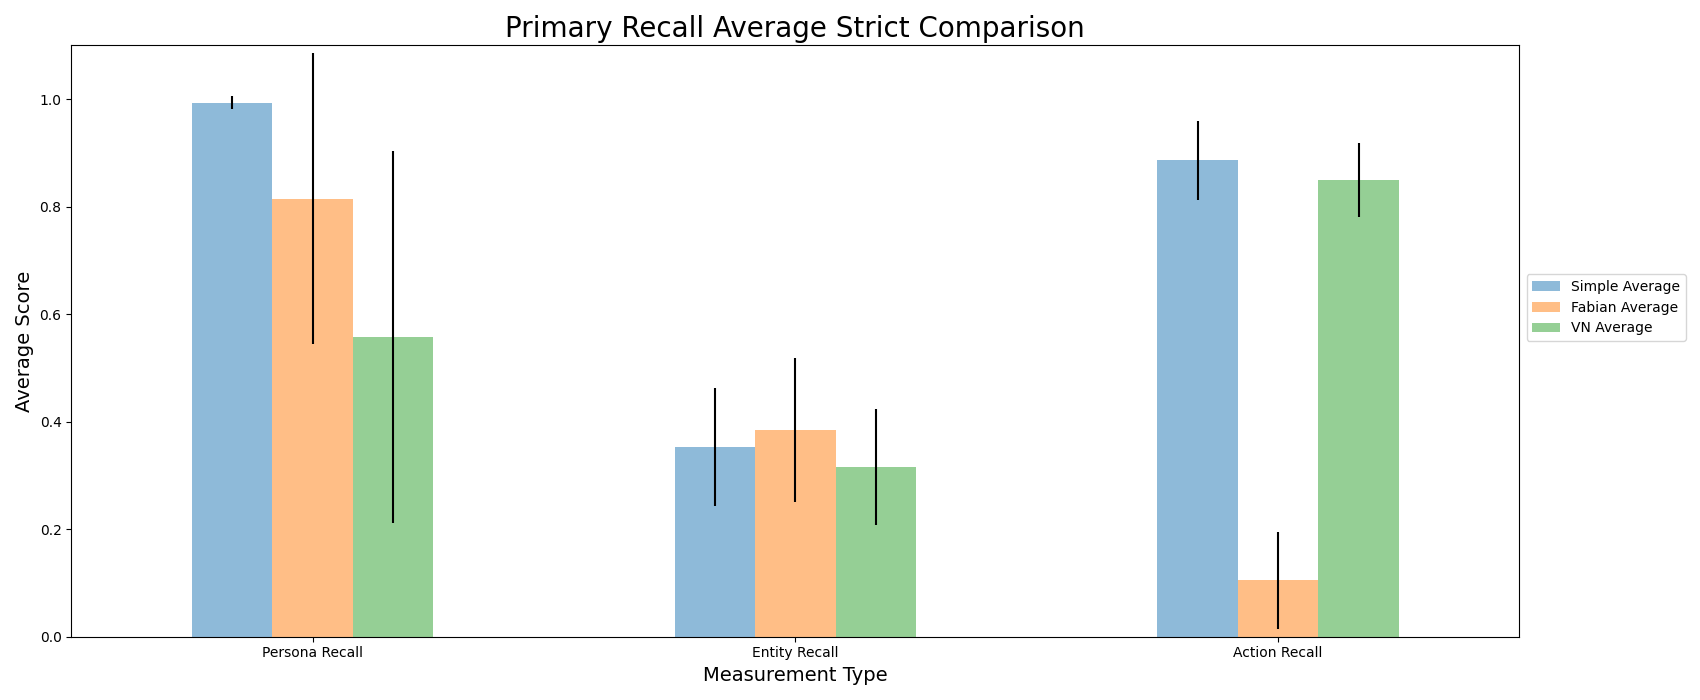 Primary Recall Average Strict Comparison
1.0
0.8
0.6
0.4
0.2
0.0
Average Score
Persona Recall
Entity Recall
Action Recall
Measurement Type
Simple Average
Fabian Average
VN Average